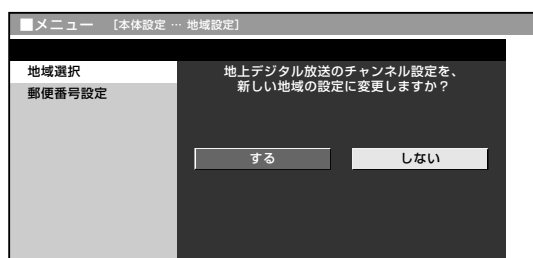 ■メニュー [本体設定 … 地域設定]
地域選択
郵便番号設定
地上デジタル放送のチャンネル設定を、
新しい地域の設定に変更しますか？
する
しない